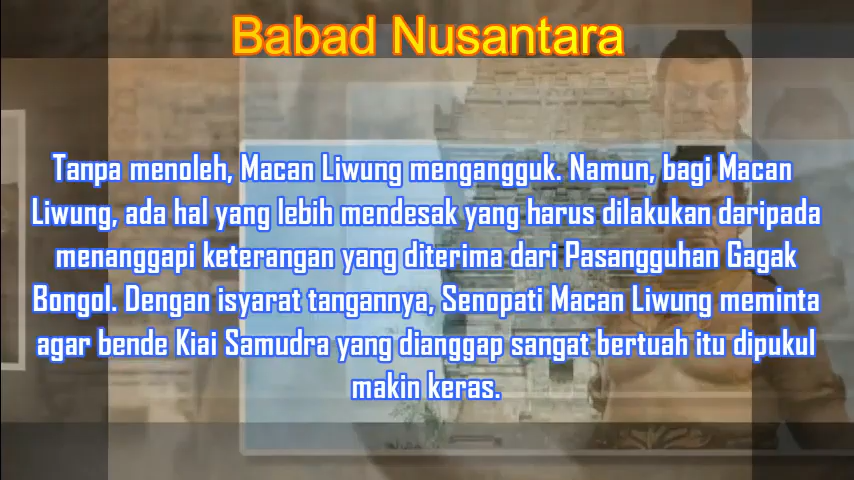 Babad Nusantara
Tanpa menoleh, Macan Liwung mengangguk. Namun, bagi Macan
Liwung, ada hal yang lebih mendesak yang harus dilakukan daripada
menanggapi keterangan yang diterima dari Pasangguhan Gagak
Bongol. Dengan isyarat tangannya, Senopati Macan Liwung meminta
agar bende Kiai Samudra yang dianggap sangat bertuah itu dipukul
makin keras.